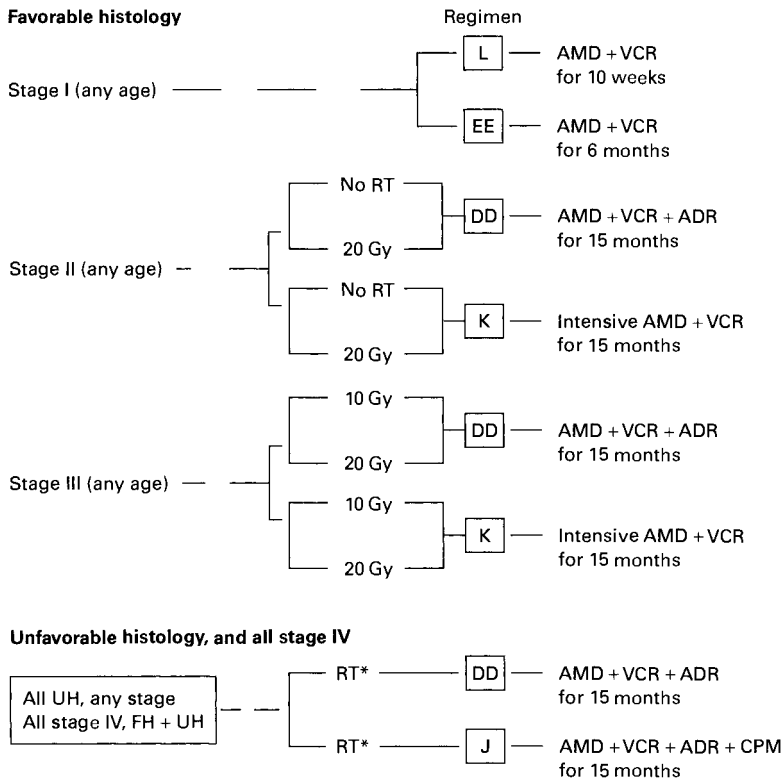 Favorable histology
Regimen
Stage I (any age)
L
AMD + VCR
for 10 weeks
EE
AMD + VCR
for 6 months
Stage II (any age)
No RT
20 Gy
DD
AMD + VCR + ADR
for 15 months
No RT
20 Gy
K
Intensive AMD + VCR
for 15 months
Stage III (any age)
10 Gy
20 Gy
DD
AMD + VCR + ADR
for 15 months
10 Gy
20 Gy
K
Intensive AMD + VCR
for 15 months
Unfavorable histology, and all stage IV
All UH, any stage
All stage IV, FH + UH
RT*
DD
AMD + VCR + ADR
for 15 months
RT*
J
AMD + VCR + ADR + CPM
for 15 months